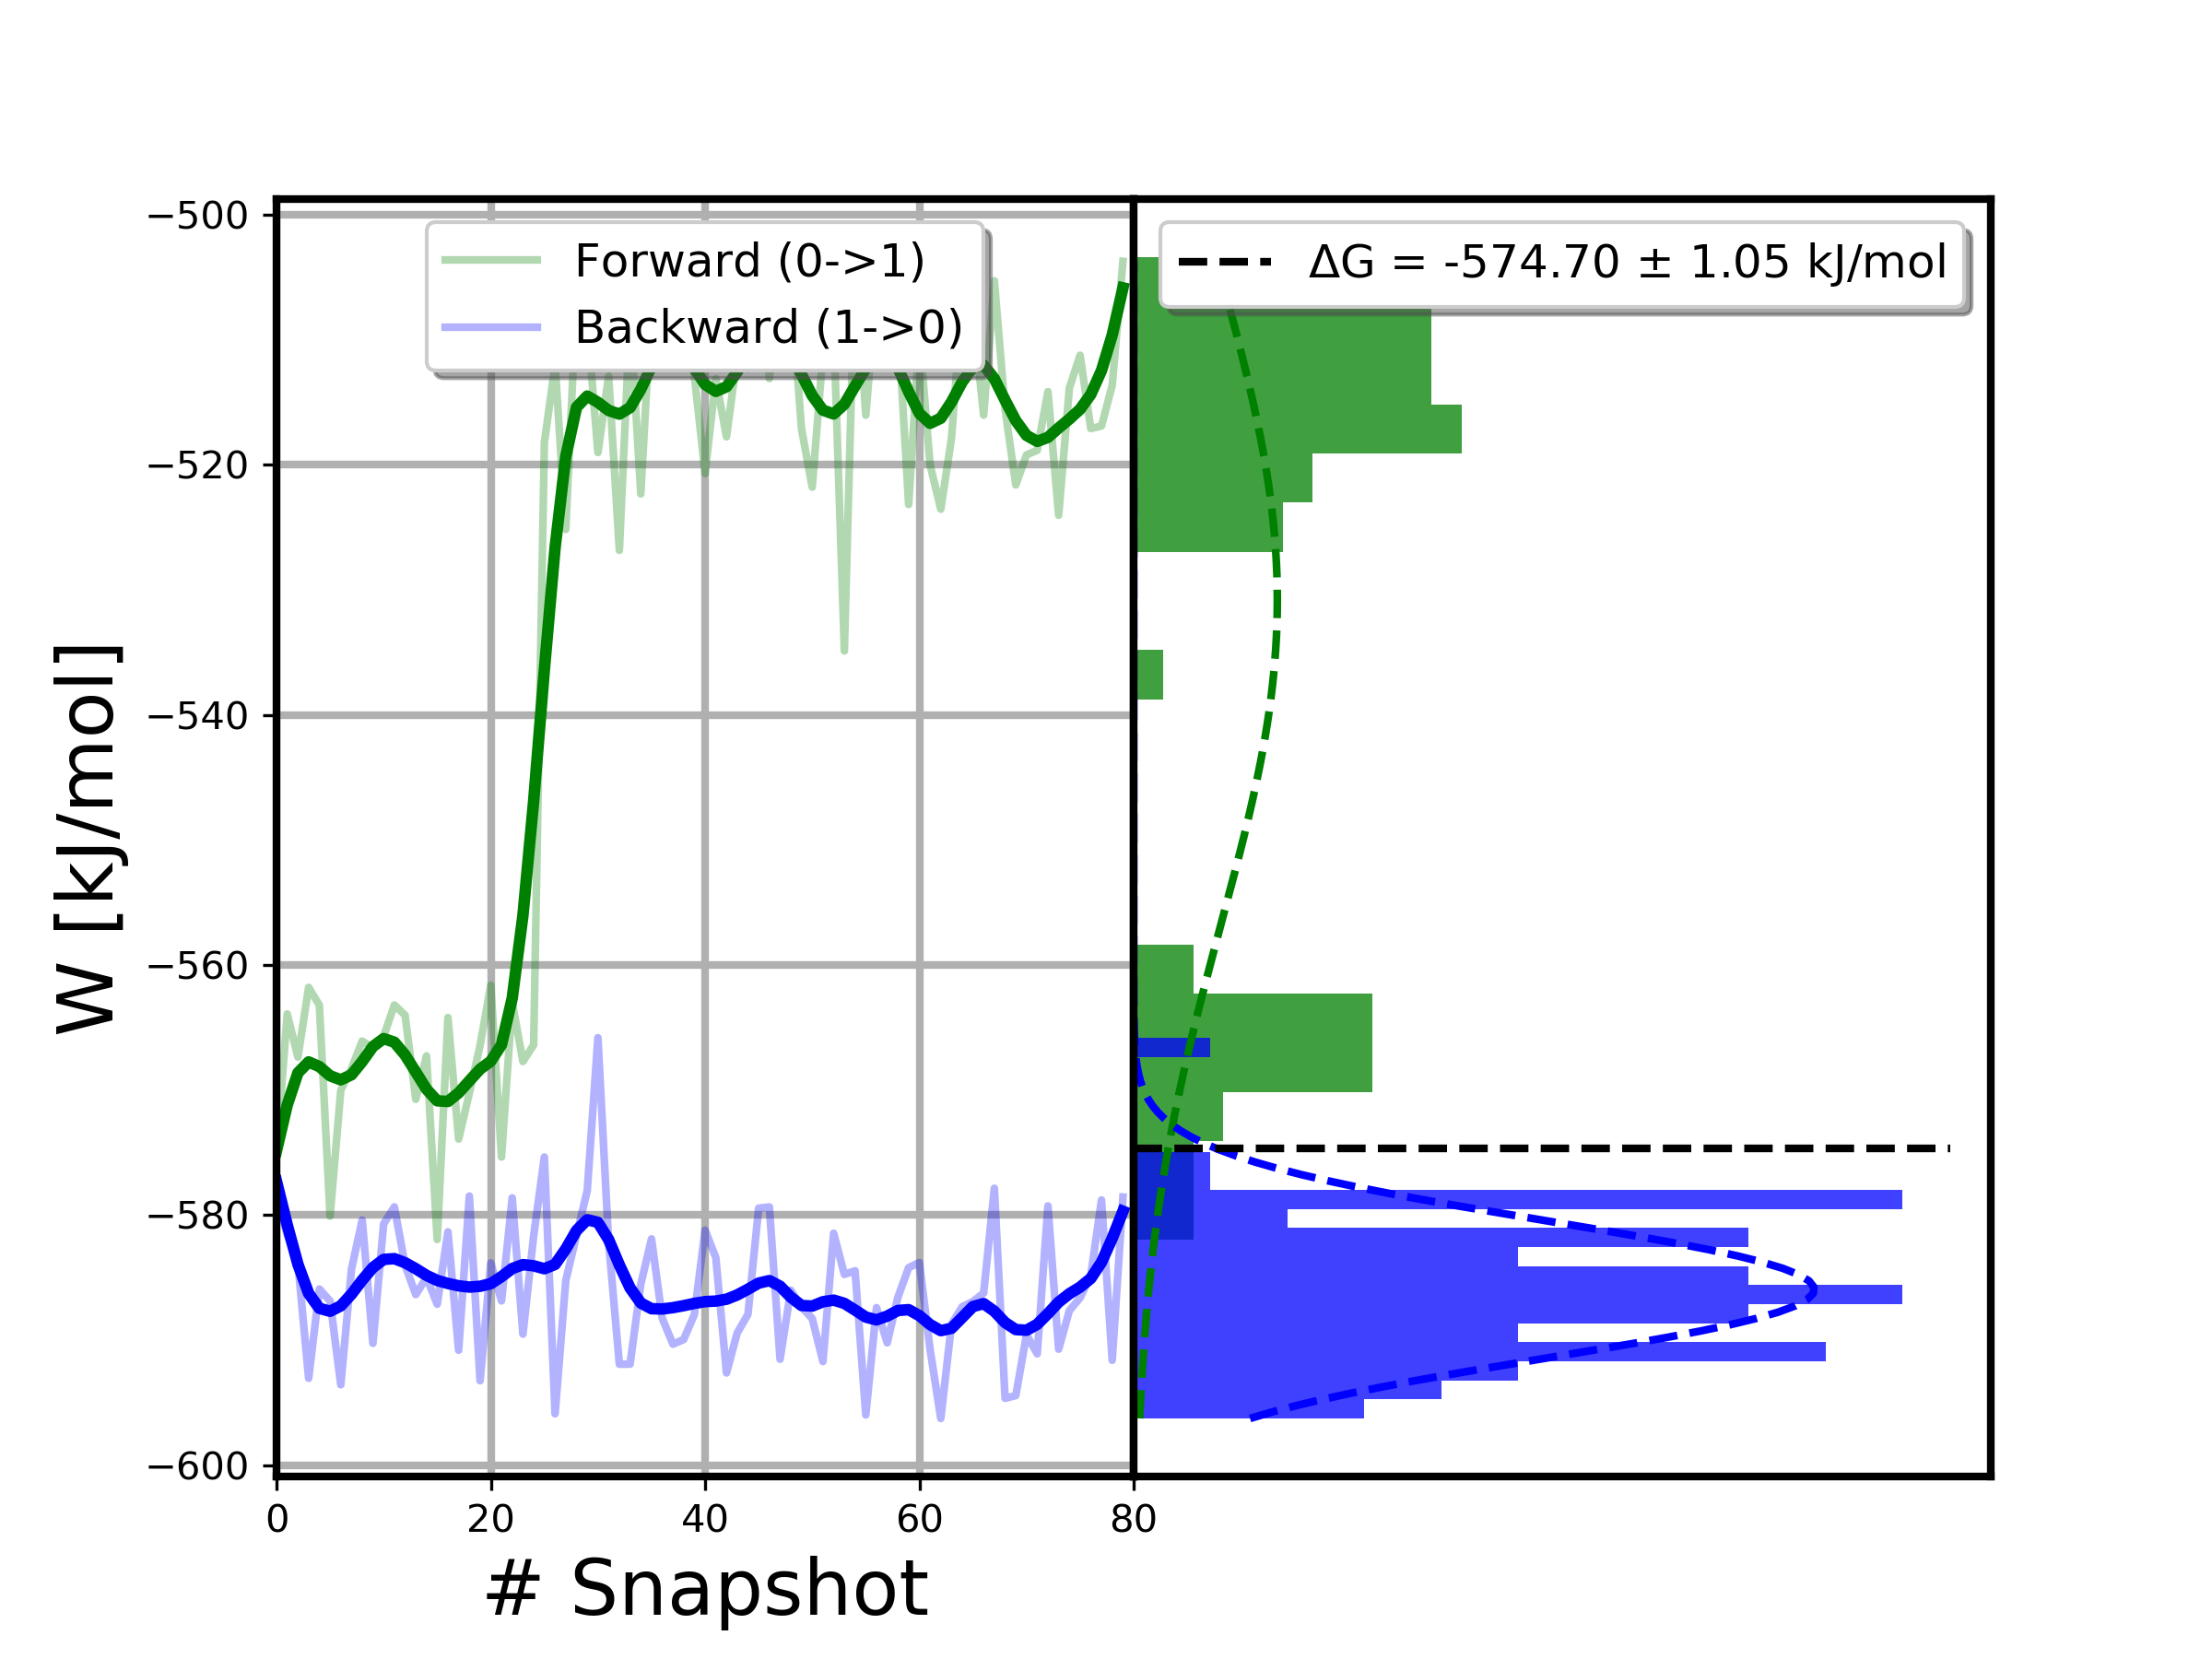 Forward (0->1)
Backward (1->0)
ΔG = -574.70 ± 1.05 kJ/mol
W [kJ/mol]
−500
−520
−540
−560
−580
−600
0 20 40 60 80
# Snapshot